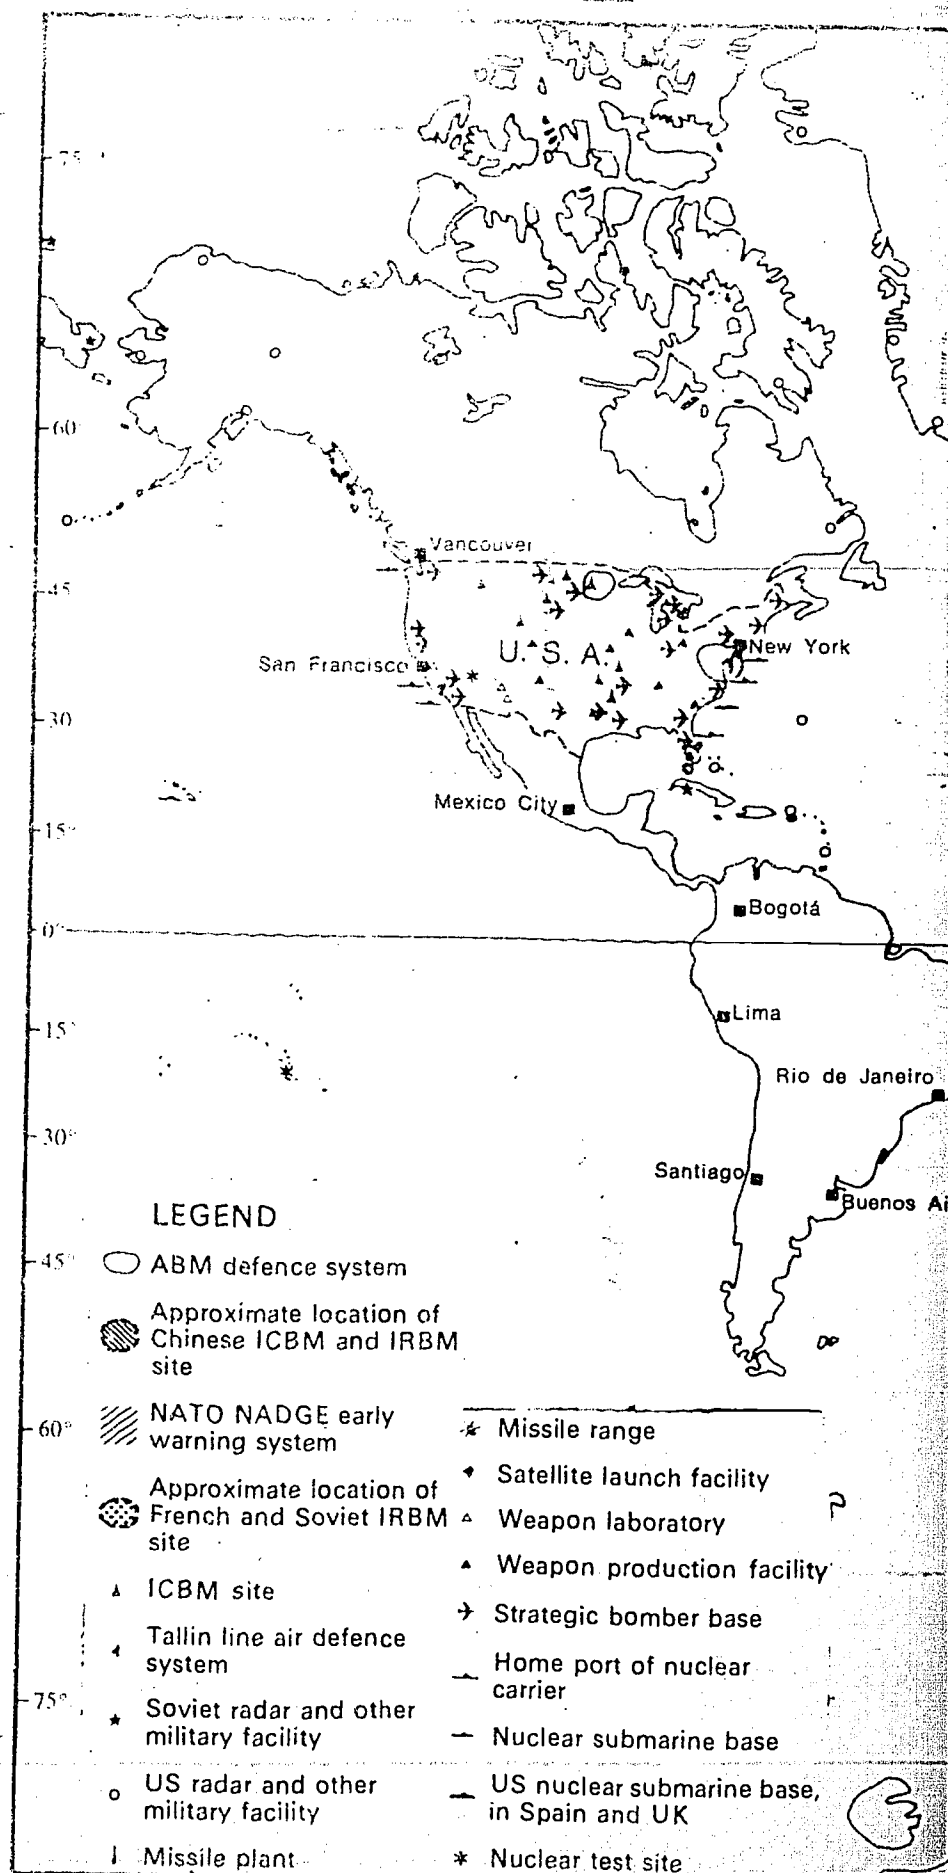 75
60
Vancouver
45
U. S. A.
New York
San Francisco
30
Mexico City
15°
Bogotá
0°
Lima
15°
Rio de Janeiro
30°
Santiago
Buenos Ai
LEGEND
45°
ABM defence system
Approximate location of
Chinese ICBM and IRBM
site
NATO NADGE early
warning system
Approximate location of
French and Soviet IRBM
site
ICBM site
Tallin line air defence
system
Soviet radar and other
military facility
US radar and other
military facility
Missile plant
60°
75°
Missile range
Satellite launch facility
Weapon laboratory
Weapon production facility
Strategic bomber base
Home port of nuclear
carrier
Nuclear submarine base
US nuclear submarine base,
in Spain and UK
Nuclear test site